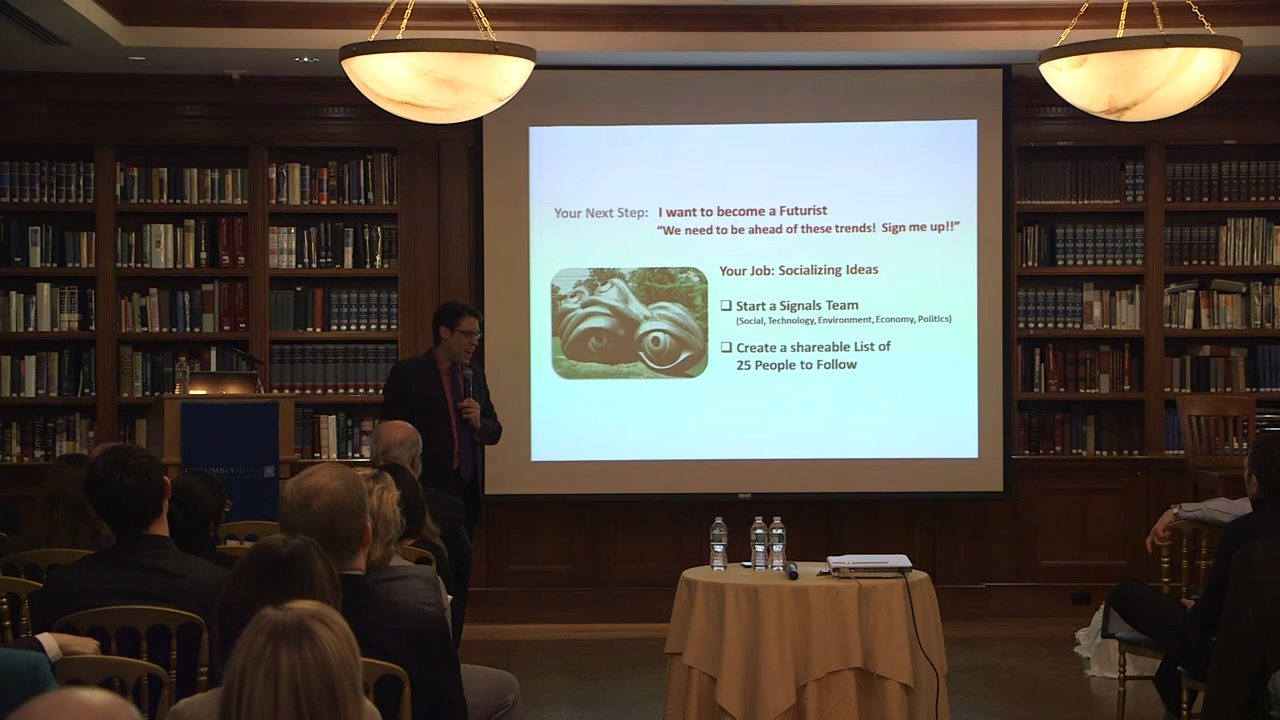 Your Next Step: I want to become a Futurist
“We need to be ahead of these trends! Sign me up!!”
Your Job: Socializing Ideas
❑ Start a Signals Team
(Social, Technology, Environment, Economy, Politics)
❑ Create a shareable List of
25 People to Follow
COLUMBIA